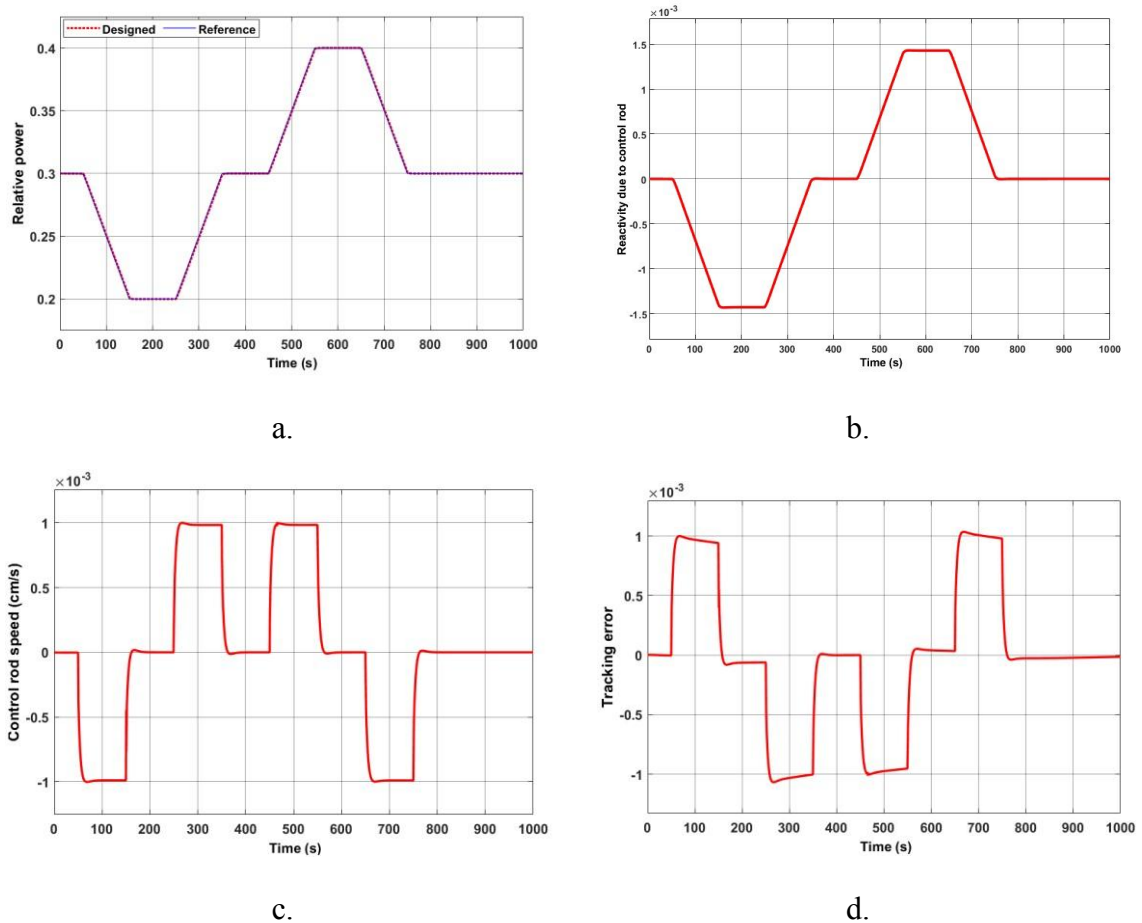 Designed Reference
0.4
0.35
0.3
0.25
0.2
Relative power
0 100 200 300 400 500 600 700 800 900 1000
Time (s)
a.
×10-3
1.5
1
0.5
0
-0.5
-1
-1.5
Reactivity due to control rod
0 100 200 300 400 500 600 700 800 900 1000
Time (s)
b.
×10-3
1
0.5
0
-0.5
-1
Control rod speed (cm/s)
0 100 200 300 400 500 600 700 800 900 1000
Time (s)
c.
×10-3
1
0.5
0
-0.5
-1
Tracking error
0 100 200 300 400 500 600 700 800 900 1000
Time (s)
d.